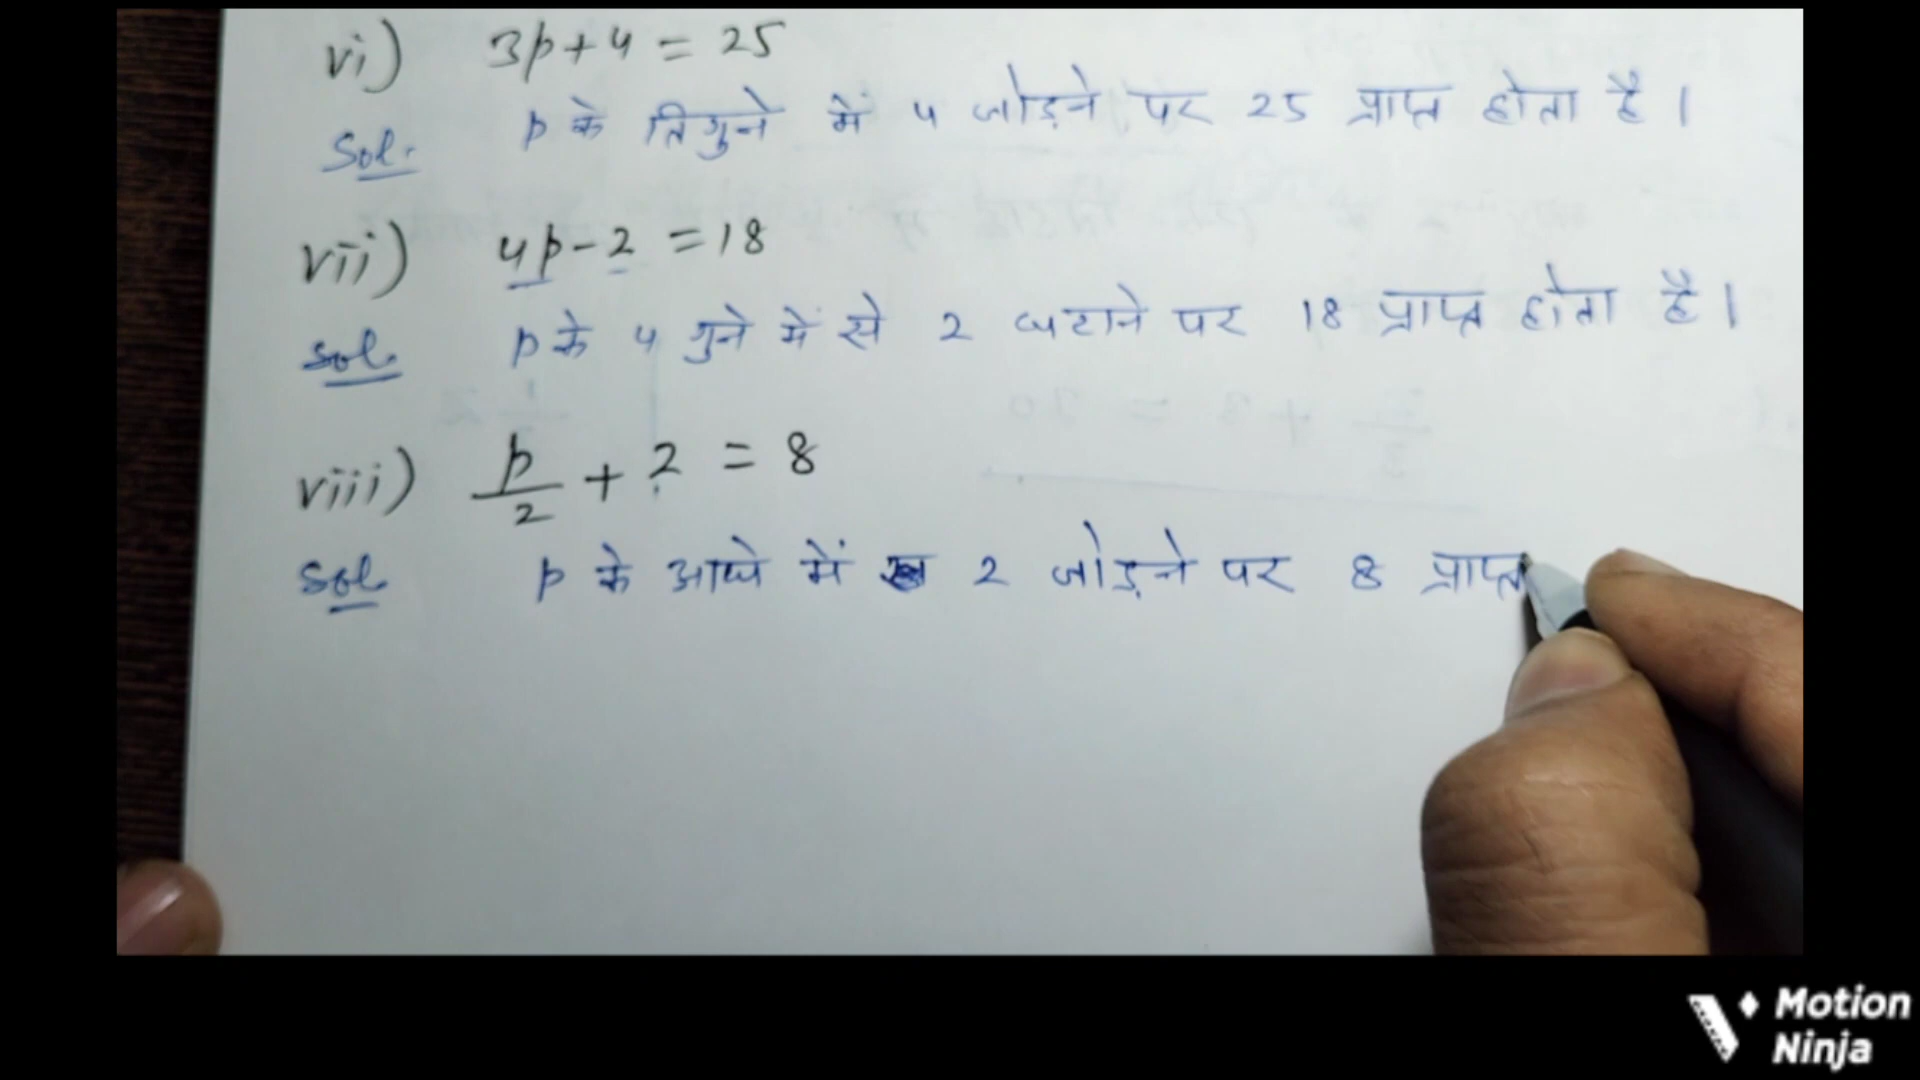 vi) 3p+4 = 25
Sol. p के तिगुने में 4 जोड़ने पर 25 प्राप्त होता है।
vii) 4p-2 =18
Sol. p के 4 गुने में से 2 घटाने पर 18 प्राप्त होता है।
viii) p/2 + 2 = 8
Sol p के आधे में 2 जोड़ने पर 8 प्राप्त
Motion
Ninja